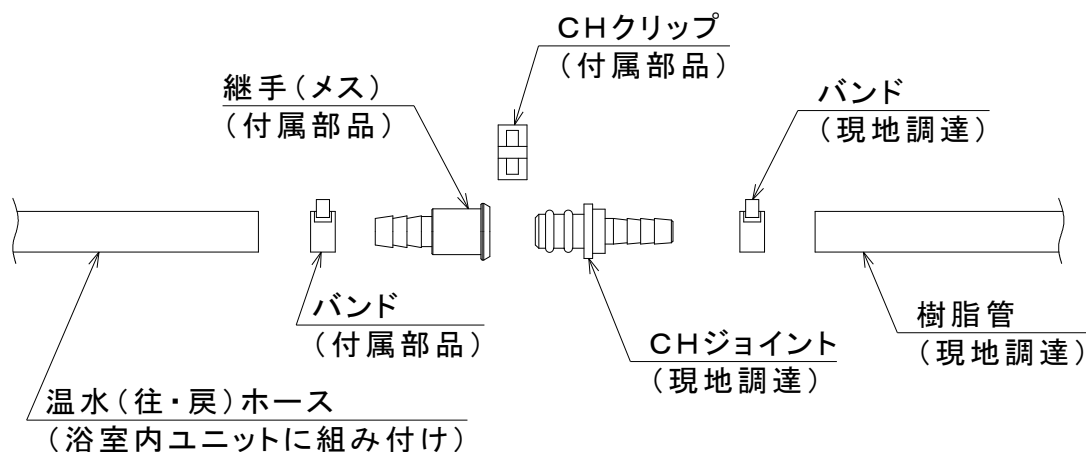 CHクリップ
(付属部品)
継手(メス)
(付属部品)
バンド
(現地調達)
バンド
(付属部品)
CHジョイント
(現地調達)
樹脂管
(現地調達)
温水(往・戻)ホース
(浴室内ユニットに組み付け)